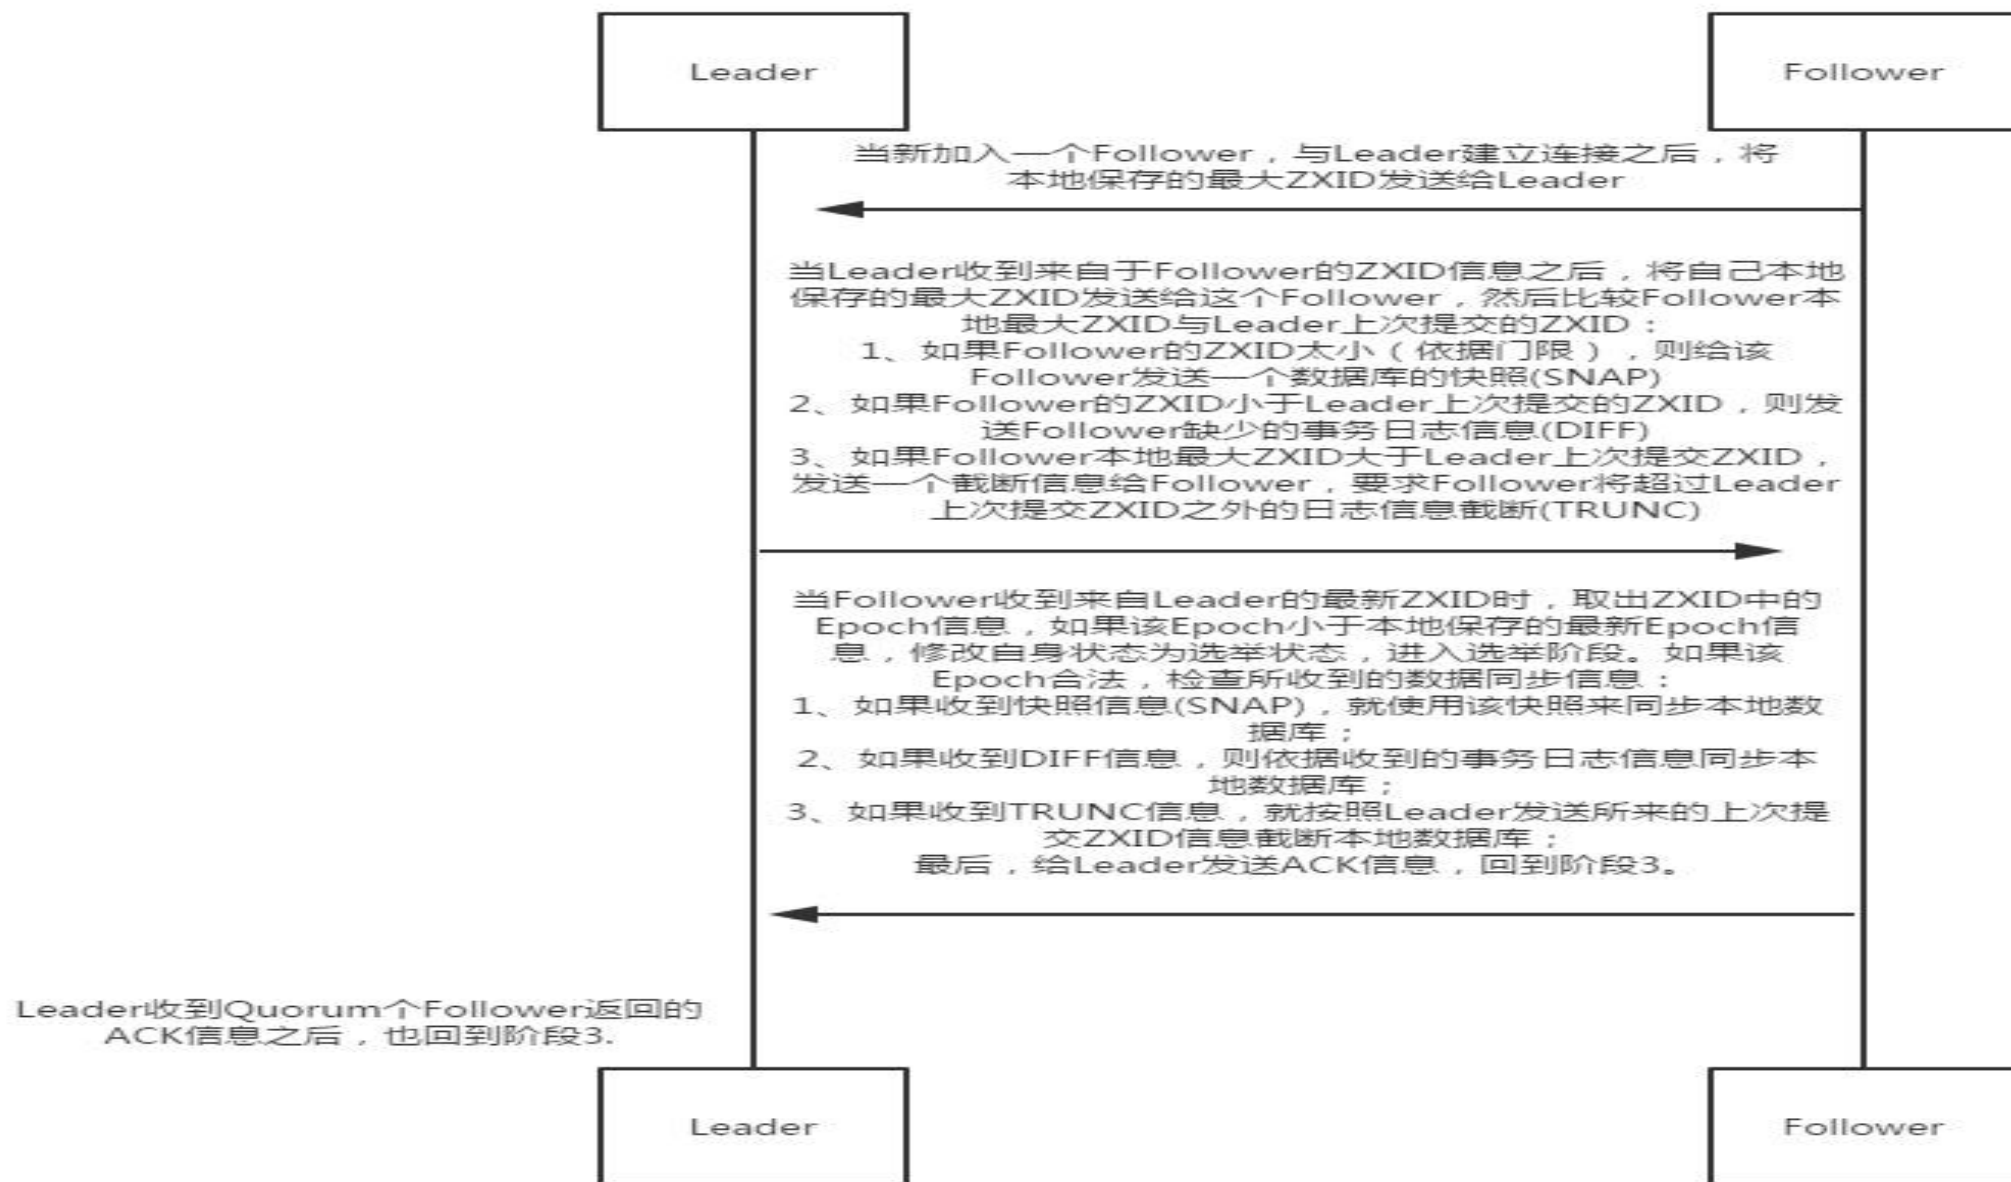 Leader
Follower
当新加入一个Follower，与Leader建立连接之后，将
本地保存的最大ZXID发送给Leader
当Leader收到来自于Follower的ZXID信息之后，将自己本地
保存的最大ZXID发送给这个Follower，然后比较Follower本
地最大ZXID与Leader上次提交的ZXID：
1、如果Follower的ZXID太小（依据门限），则给该
Follower发送一个数据库的快照(SNAP)
2、如果Follower的ZXID小于Leader上次提交的ZXID，则发
送Follower缺少的事务日志信息(DIFF)
3、如果Follower本地最大ZXID大于Leader上次提交ZXID，
发送一个截断信息给Follower，要求Follower将超过Leader
上次提交ZXID之外的日志信息截断(TRUNC)
当Follower收到来自Leader的最新ZXID时，取出ZXID中的
Epoch信息，如果该Epoch小于本地保存的最新Epoch信
息，修改自身状态为选举状态，进入选举阶段。如果该
Epoch合法，检查所收到的数据同步信息：
1、如果收到快照信息(SNAP)，就使用该快照来同步本地数
据库；
2、如果收到DIFF信息，则依据收到的事务日志信息同步本
地数据库；
3、如果收到TRUNC信息，就按照Leader发送所来的上次提
交ZXID信息截断本地数据库；
最后，给Leader发送ACK信息，回到阶段3。
Leader收到Quorum个Follower返回的
ACK信息之后，也回到阶段3.
Leader
Follower